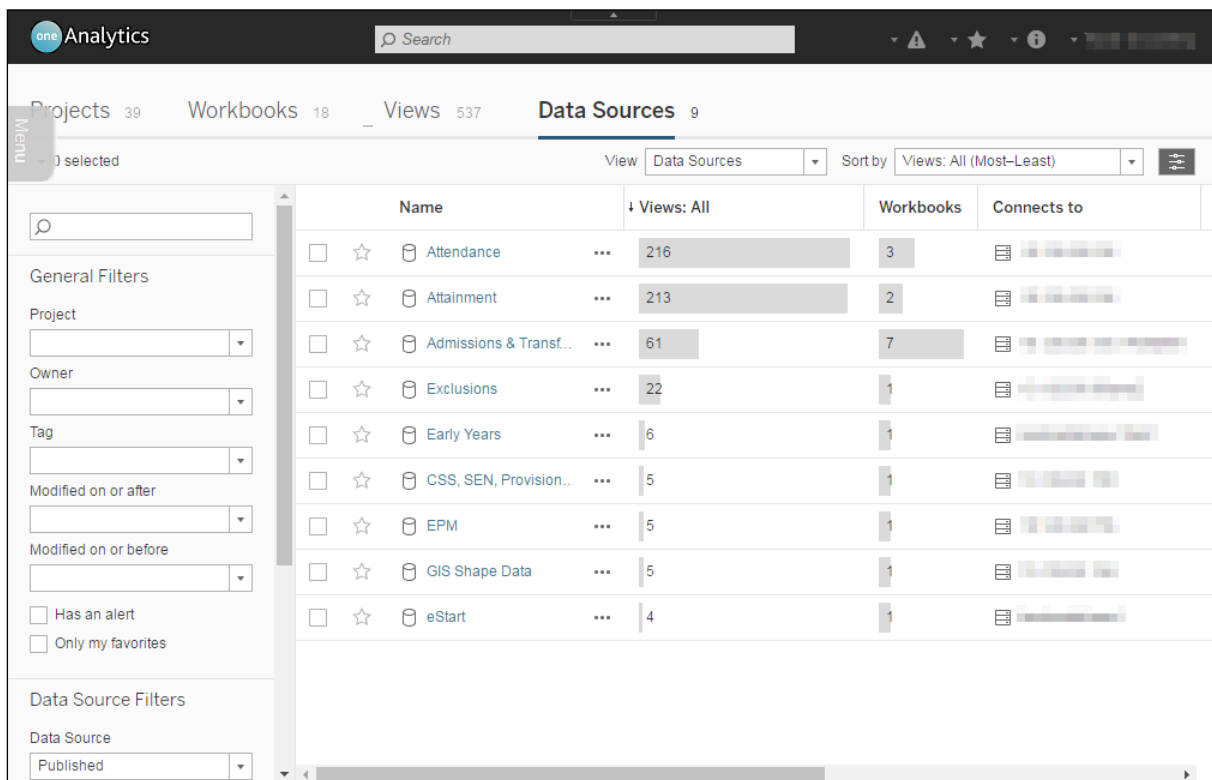 one Analytics
Search
Projects 39 Workbooks 18 Views 537 Data Sources 9
Menu
0 selected View Data Sources Sort by Views: All (Most–Least)
Name ↓ Views: All Workbooks Connects to
General Filters
Project
Owner
Tag
Modified on or after
Modified on or before
Has an alert
Only my favorites
Data Source Filters
Data Source
Published
Attendance ••• 216 3
Attainment ••• 213 2
Admissions & Transf... ••• 61 7
Exclusions ••• 22 1
Early Years ••• 6 1
CSS, SEN, Provision... ••• 5 1
EPM ••• 5 1
GIS Shape Data ••• 5 1
eStart ••• 4 1